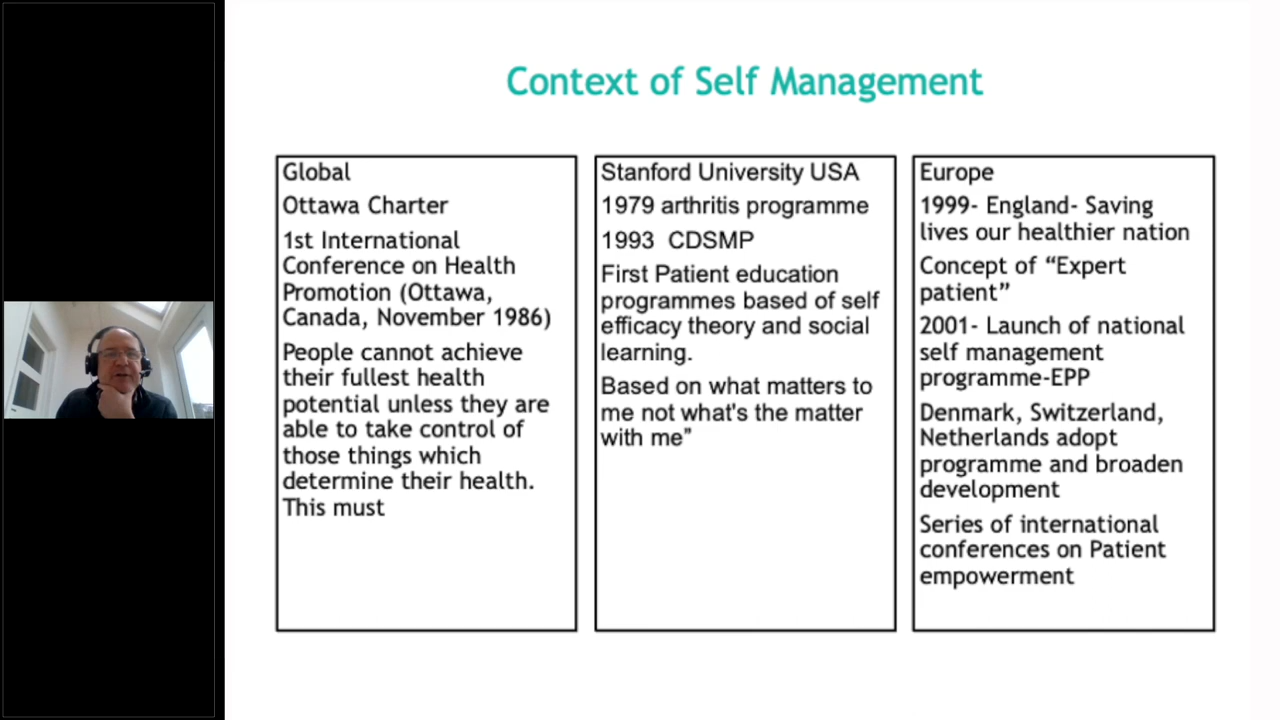 Context of Self Management
Global
Ottawa Charter
1st International
Conference on Health
Promotion (Ottawa,
Canada, November 1986)
People cannot achieve
their fullest health
potential unless they are
able to take control of
those things which
determine their health.
This must
Stanford University USA
1979 arthritis programme
1993  CDSMP
First Patient education
programmes based of self
efficacy theory and social
learning.
Based on what matters to
me not what's the matter
with me”
Europe
1999- England- Saving
lives our healthier nation
Concept of “Expert
patient”
2001- Launch of national
self management
programme-EPP
Denmark, Switzerland,
Netherlands adopt
programme and broaden
development
Series of international
conferences on Patient
empowerment